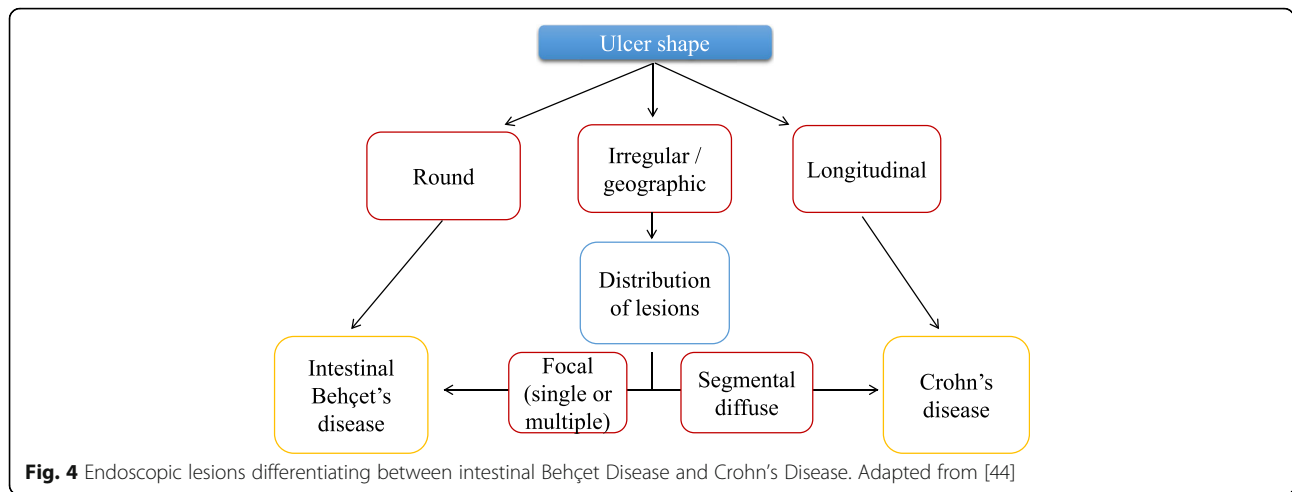 Ulcer shape
Round
Irregular /
geographic
Longitudinal
Distribution
of lesions
Intestinal
Behçet's
disease
Focal
(single or
multiple)
Segmental
diffuse
Crohn's
disease
Fig. 4 Endoscopic lesions differentiating between intestinal Behçet Disease and Crohn's Disease. Adapted from [44]